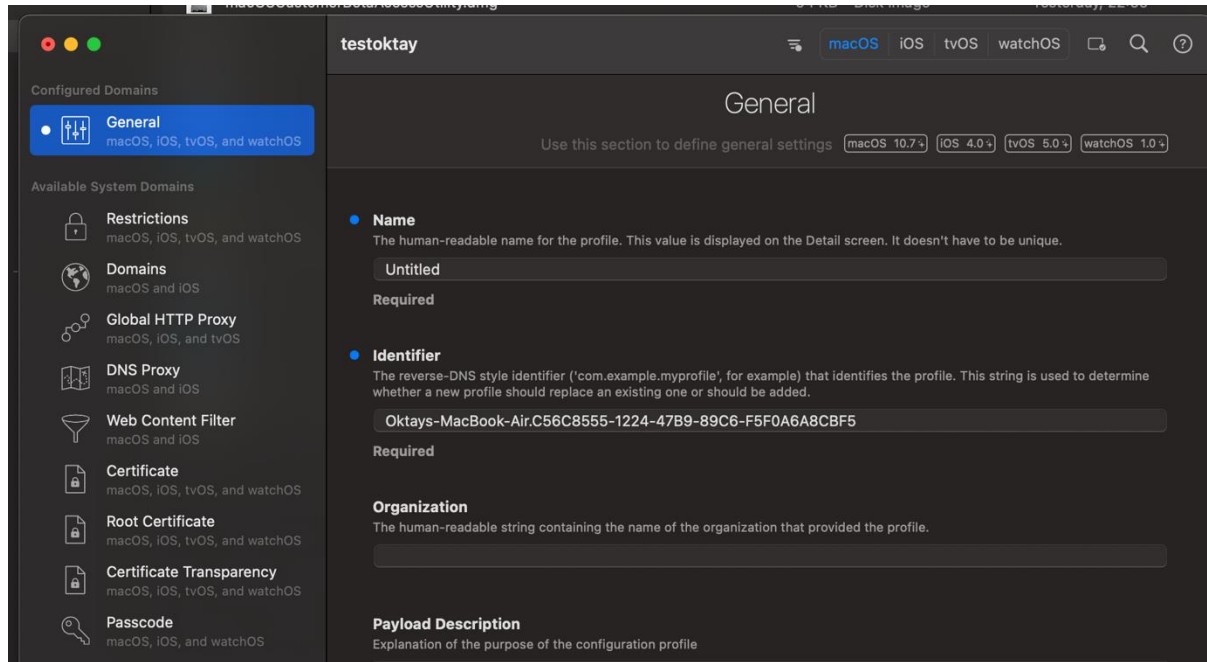 macOSCustomerBetaAccessUtility.dmg
Disk Image
Yesterday, 22
testoktay
macOS iOS tvOS watchOS
Configured Domains
General
macOS, iOS, tvOS, and watchOS
Available System Domains
Restrictions
macOS, iOS, tvOS, and watchOS
Domains
macOS and iOS
Global HTTP Proxy
macOS, iOS, and tvOS
DNS Proxy
macOS and iOS
Web Content Filter
macOS and iOS
Certificate
macOS, iOS, tvOS, and watchOS
Root Certificate
macOS, iOS, tvOS, and watchOS
Certificate Transparency
macOS, iOS, tvOS, and watchOS
Passcode
macOS, iOS, and watchOS
General
Use this section to define general settings macOS 10.7+ iOS 4.0+ tvOS 5.0+ watchOS 1.0+
Name
The human-readable name for the profile. This value is displayed on the Detail screen. It doesn't have to be unique.
Untitled
Required
Identifier
The reverse-DNS style identifier ('com.example.myprofile', for example) that identifies the profile. This string is used to determine
whether a new profile should replace an existing one or should be added.
Oktays-MacBook-Air.C56C8555-1224-47B9-89C6-F5F0A6A8CBF5
Required
Organization
The human-readable string containing the name of the organization that provided the profile.
Payload Description
Explanation of the purpose of the configuration profile